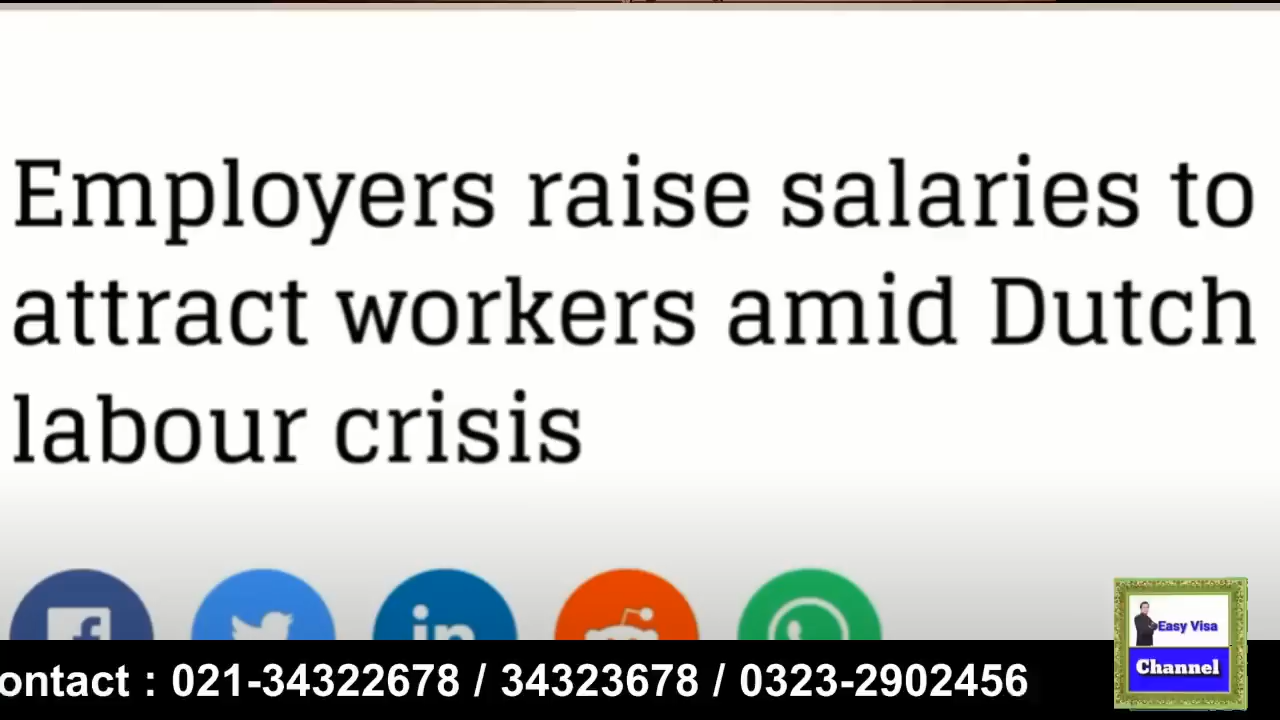 Employers raise salaries to
attract workers amid Dutch
labour crisis
in
ontact : 021-34322678 / 34323678 / 0323-2902456
Easy Visa
Channel